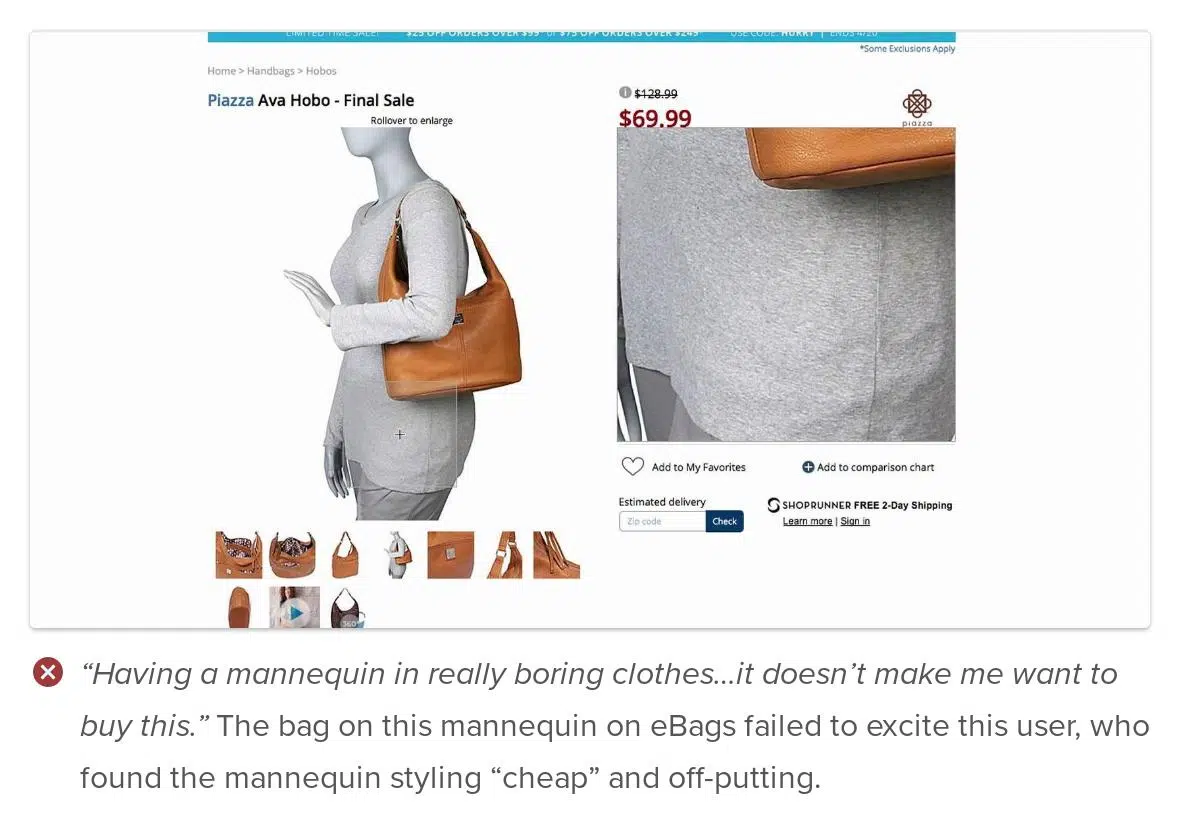 LIMITED TIME SALE! $25 OFF ORDERS OVER $99* or $75 OFF ORDERS OVER $249* USE CODE: HURRY | ENDS 4/20
*Some Exclusions Apply
Home > Handbags > Hobos
Piazza Ava Hobo - Final Sale
Rollover to enlarge
$128.99
$69.99
piazza
Add to My Favorites
Add to comparison chart
Estimated delivery
Zip code Check
SHOPRUNNER FREE 2-Day Shipping
Learn more | Sign in
360°
“Having a mannequin in really boring clothes...it doesn’t make me want to
buy this.” The bag on this mannequin on eBags failed to excite this user, who
found the mannequin styling “cheap” and off-putting.